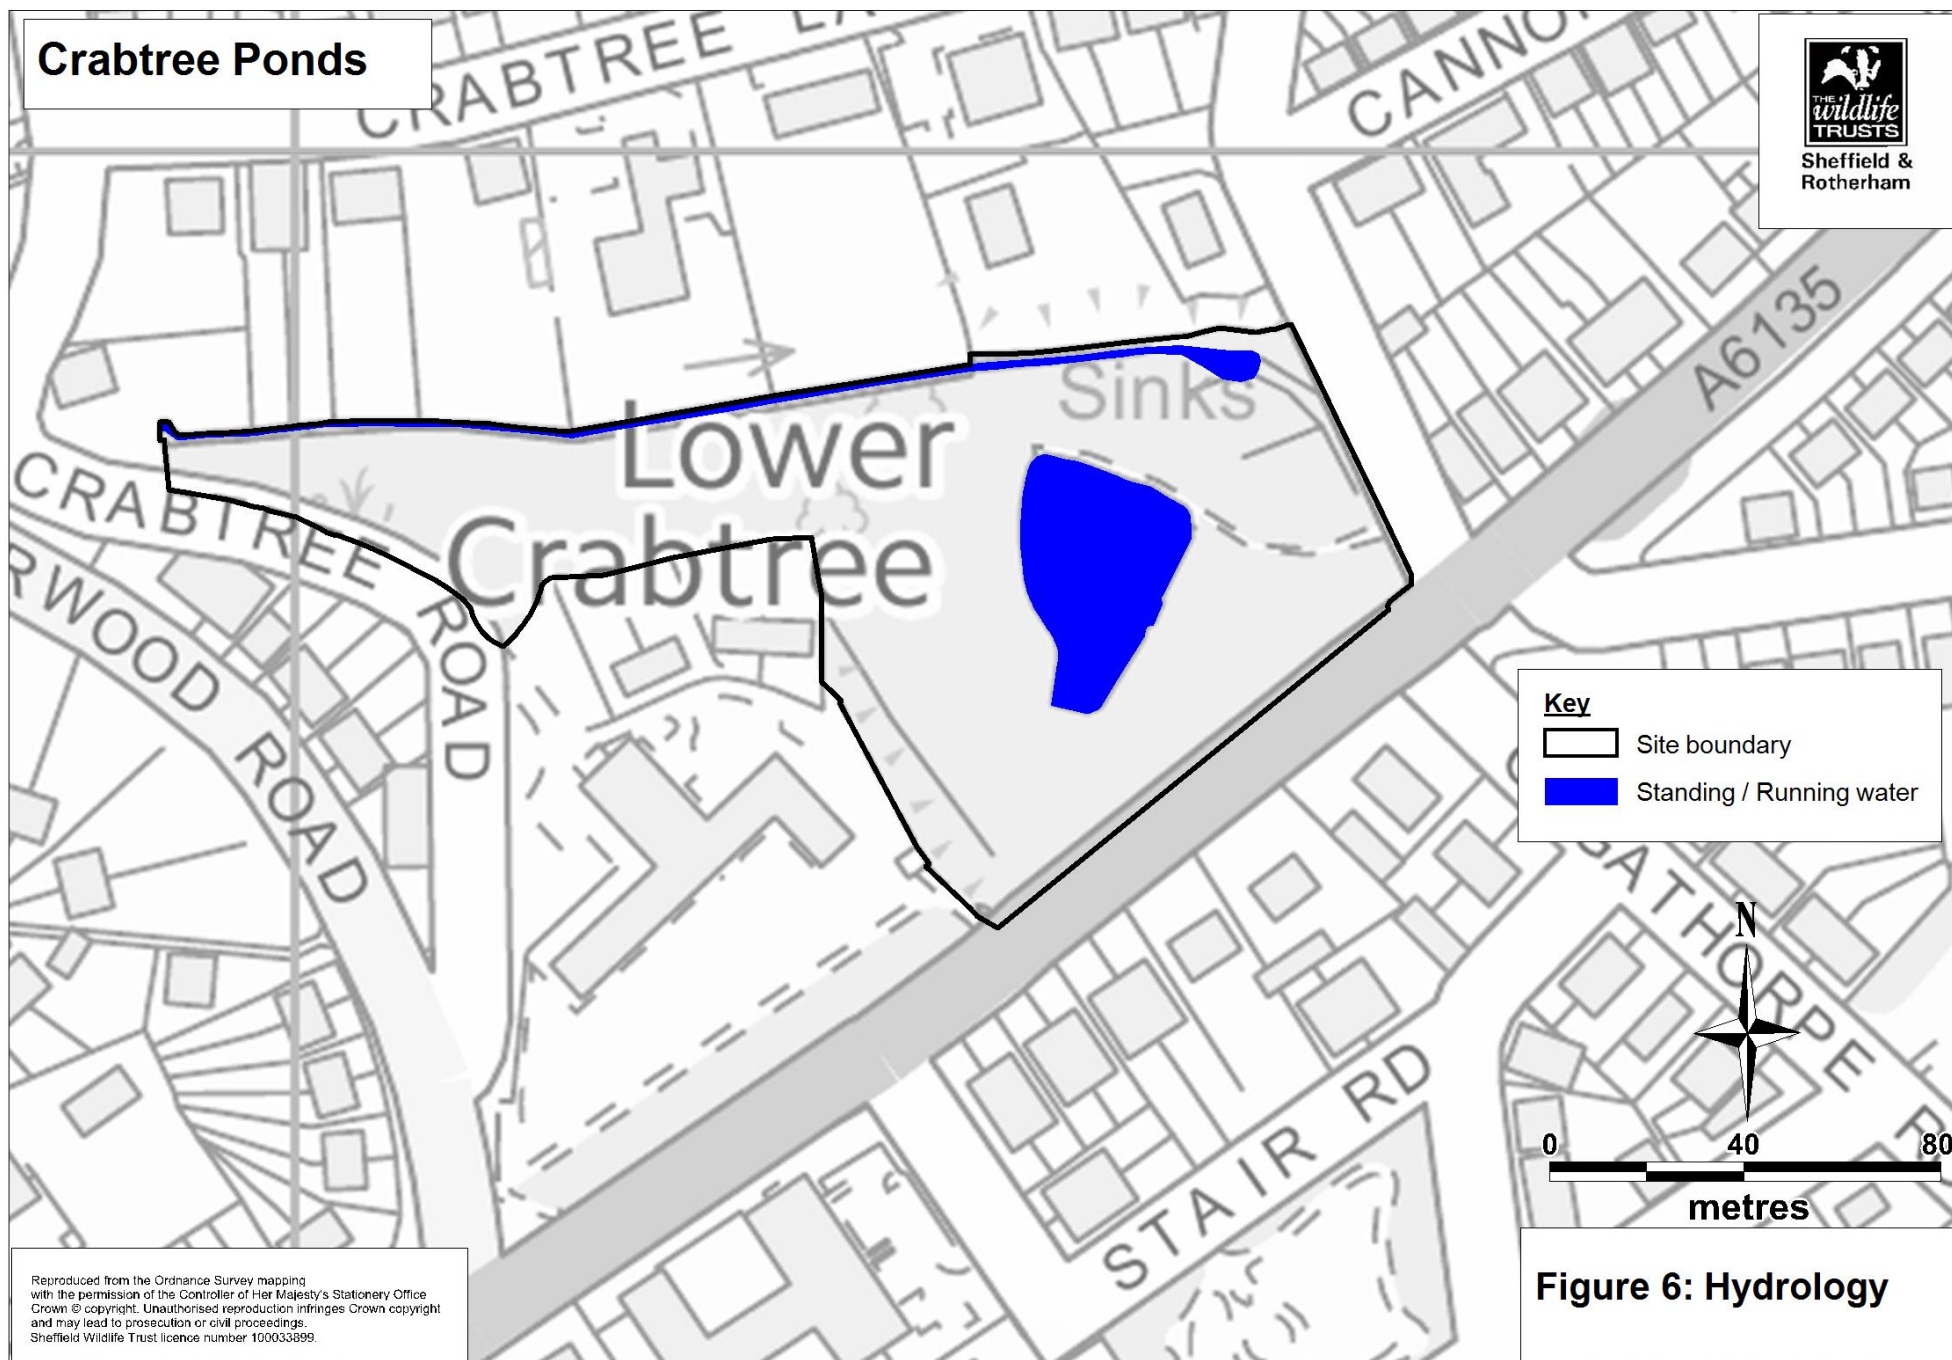 Crabtree Ponds
CRABTREE
CANNO
THE
wildlife
TRUSTS
Sheffield &
Rotherham
A6135
Sinks
Lower
Crabtree
CRABTREE ROAD
RWOOD ROAD
Key
Site boundary
Standing / Running water
GATHORPE R
N
0 40 80
metres
STAIR RD
Figure 6: Hydrology
Reproduced from the Ordnance Survey mapping
with the permission of the Controller of Her Majesty's Stationery Office
Crown © copyright. Unauthorised reproduction infringes Crown copyright
and may lead to prosecution or civil proceedings.
Sheffield Wildlife Trust licence number 100033899.